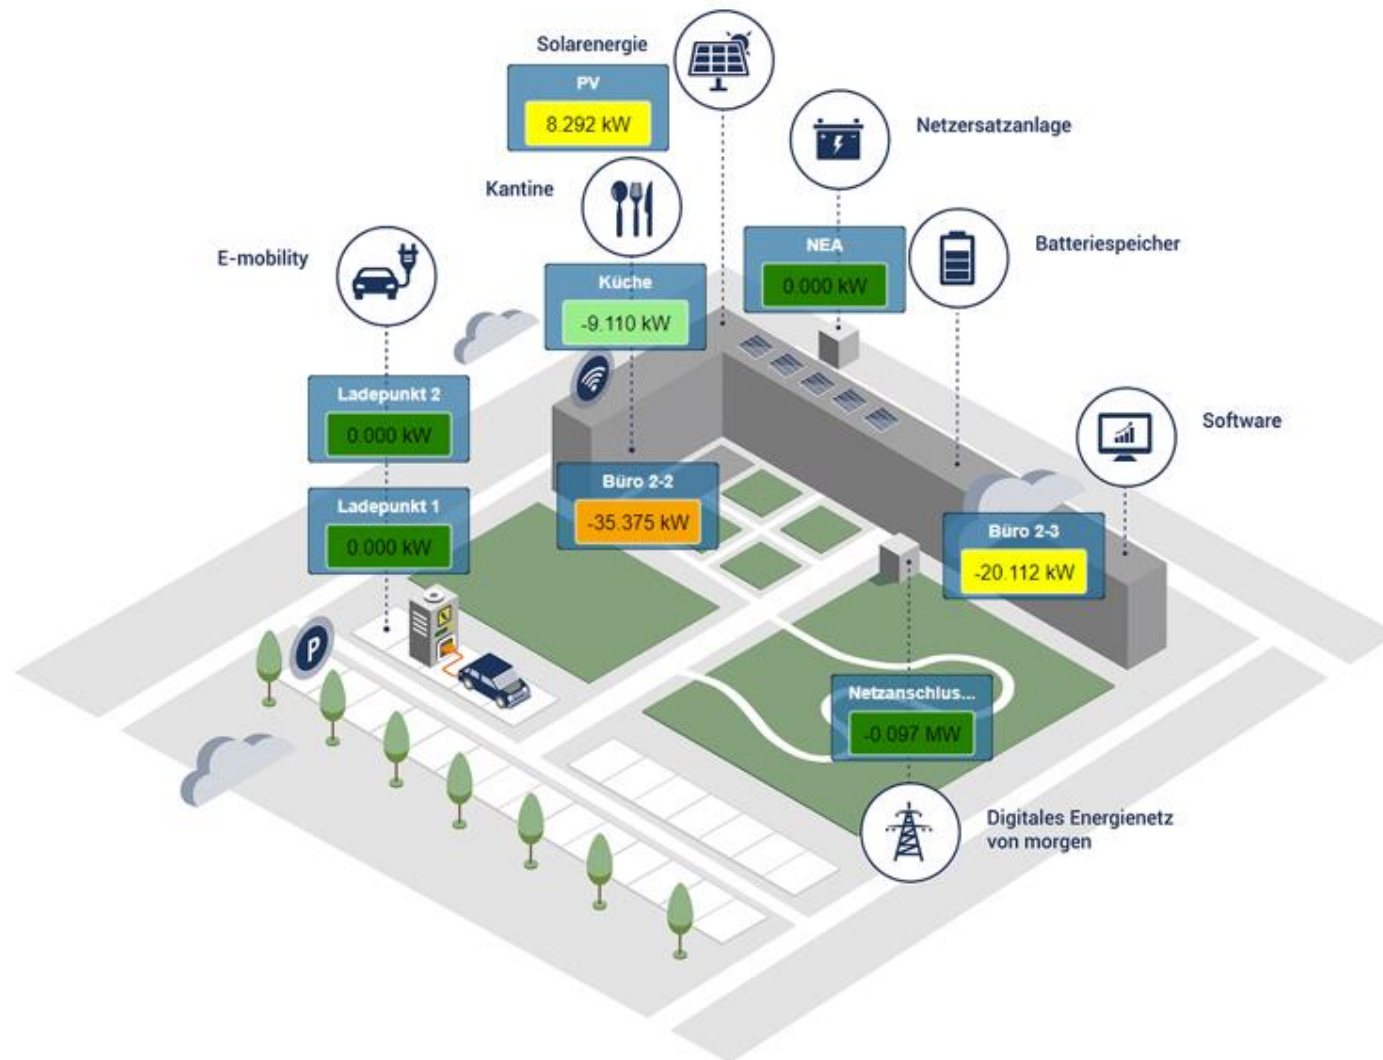 Solarenergie
PV
8.292 kW
Netzersatzanlage
Kantine
Küche
-9.110 kW
NEA
0.000 kW
Batteriespeicher
E-mobility
Ladepunkt 2
0.000 kW
Ladepunkt 1
0.000 kW
Software
Büro 2-2
-35.375 kW
Büro 2-3
-20.112 kW
P
Netzanschlus...
-0.097 MW
Digitales Energienetz
von morgen